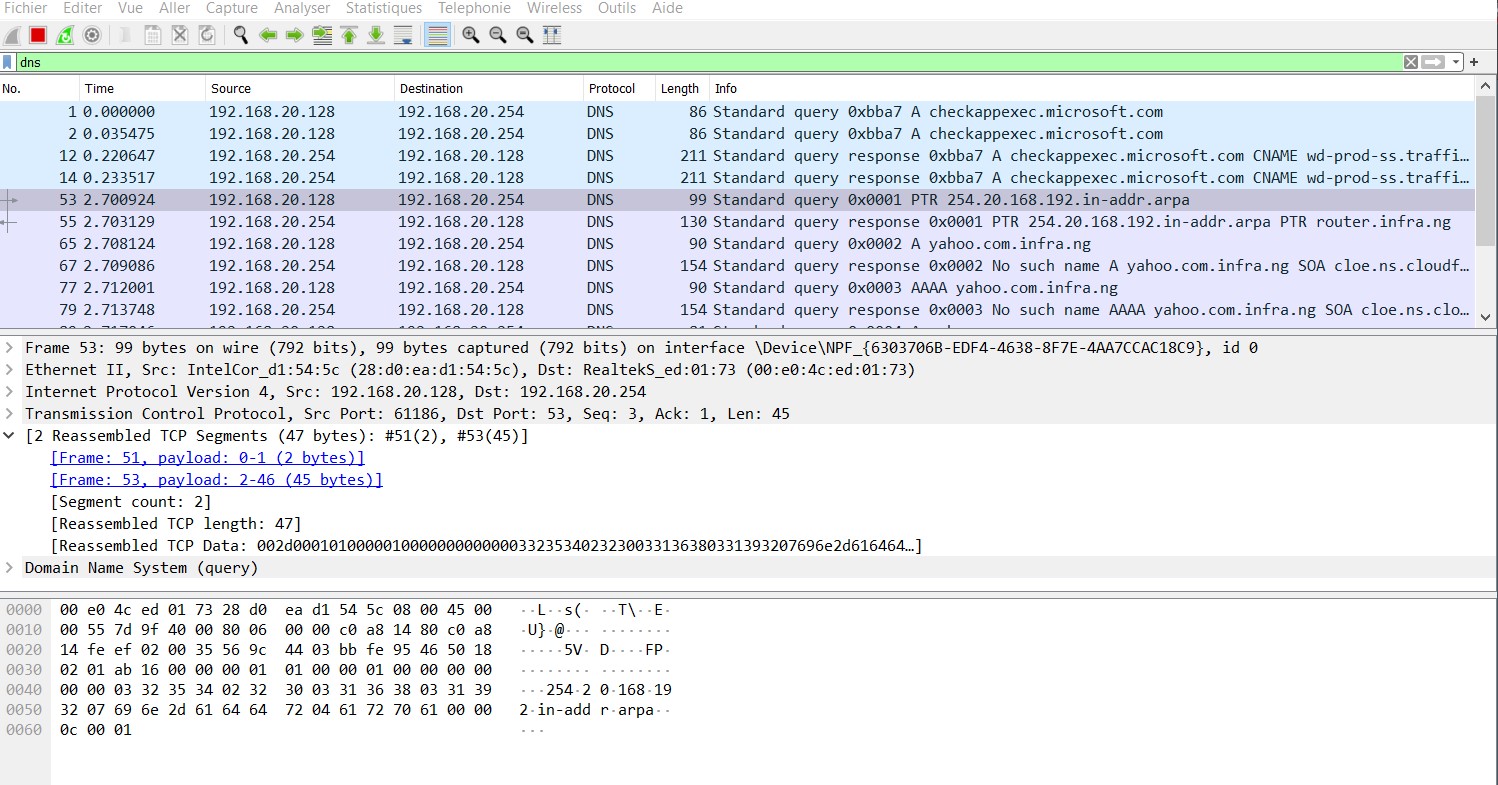 Fichier Editer Vue Aller Capture Analyser Statistiques Telephonie Wireless Outils Aide
dns
No. Time Source Destination Protocol Length Info
1 0.000000 192.168.20.128 192.168.20.254 DNS 86 Standard query 0xbba7 A checkappexec.microsoft.com
2 0.035475 192.168.20.128 192.168.20.254 DNS 86 Standard query 0xbba7 A checkappexec.microsoft.com
12 0.220647 192.168.20.254 192.168.20.128 DNS 211 Standard query response 0xbba7 A checkappexec.microsoft.com CNAME wd-prod-ss.traffi…
14 0.233517 192.168.20.254 192.168.20.128 DNS 211 Standard query response 0xbba7 A checkappexec.microsoft.com CNAME wd-prod-ss.traffi…
53 2.700924 192.168.20.128 192.168.20.254 DNS 99 Standard query 0x0001 PTR 254.20.168.192.in-addr.arpa
55 2.703129 192.168.20.254 192.168.20.128 DNS 130 Standard query response 0x0001 PTR 254.20.168.192.in-addr.arpa PTR router.infra.ng
65 2.708124 192.168.20.128 192.168.20.254 DNS 90 Standard query 0x0002 A yahoo.com.infra.ng
67 2.709086 192.168.20.254 192.168.20.128 DNS 154 Standard query response 0x0002 No such name A yahoo.com.infra.ng SOA cloe.ns.cloudf…
77 2.712001 192.168.20.128 192.168.20.254 DNS 90 Standard query 0x0003 AAAA yahoo.com.infra.ng
79 2.713748 192.168.20.254 192.168.20.128 DNS 154 Standard query response 0x0003 No such name AAAA yahoo.com.infra.ng SOA cloe.ns.clo…
Frame 53: 99 bytes on wire (792 bits), 99 bytes captured (792 bits) on interface \Device\NPF_{6303706B-EDF4-4638-8F7E-4AA7CCAC18C9}, id 0
Ethernet II, Src: IntelCor_d1:54:5c (28:d0:ea:d1:54:5c), Dst: RealtekS_ed:01:73 (00:e0:4c:ed:01:73)
Internet Protocol Version 4, Src: 192.168.20.128, Dst: 192.168.20.254
Transmission Control Protocol, Src Port: 61186, Dst Port: 53, Seq: 3, Ack: 1, Len: 45
[2 Reassembled TCP Segments (47 bytes): #51(2), #53(45)]
[Frame: 51, payload: 0-1 (2 bytes)]
[Frame: 53, payload: 2-46 (45 bytes)]
[Segment count: 2]
[Reassembled TCP length: 47]
[Reassembled TCP Data: 002d00010100000100000000000003323534023230033136380331393207696e2d616464…]
Domain Name System (query)
0000 00 e0 4c ed 01 73 28 d0 ea d1 54 5c 08 00 45 00 ··L··s(· ··T\··E·
0010 00 55 7d 9f 40 00 80 06 00 00 c0 a8 14 80 c0 a8 ·U}·@··· ········
0020 14 fe ef 02 00 35 56 9c 44 03 bb fe 95 46 50 18 ·····5V· D····FP·
0030 02 01 ab 16 00 00 00 01 01 00 00 01 00 00 00 00 ········ ········
0040 00 00 03 32 35 34 02 32 30 03 31 36 38 03 31 39 ···254·2 0·168·19
0050 32 07 69 6e 2d 61 64 64 72 04 61 72 70 61 00 00 2·in-add r·arpa··
0060 0c 00 01 ···